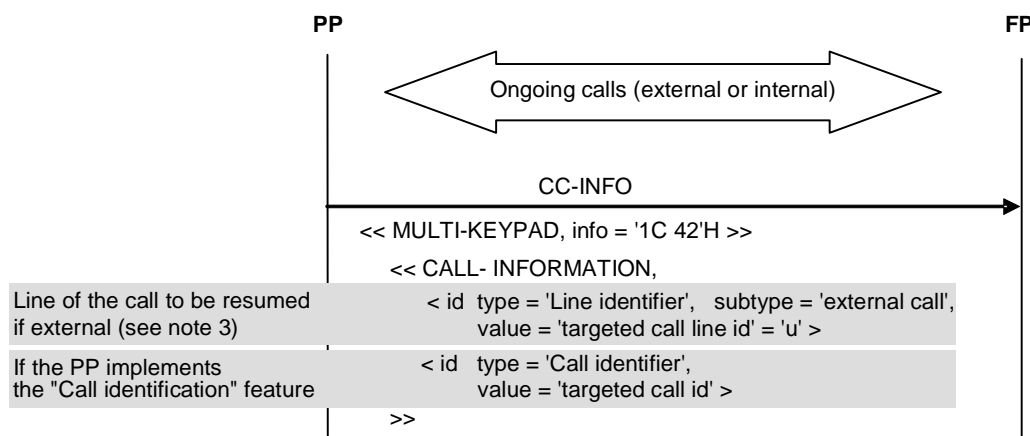 PP FP
Ongoing calls (external or internal)
CC-INFO
<< MULTI-KEYPAD, info = '1C 42'H >>
<< CALL- INFORMATION,
Line of the call to be resumed < id type = 'Line identifier', subtype = 'external call',
if external (see note 3) value = 'targeted call line id' = 'u' >
If the PP implements < id type = 'Call identifier',
the "Call identification" feature value = 'targeted call id' >
>>